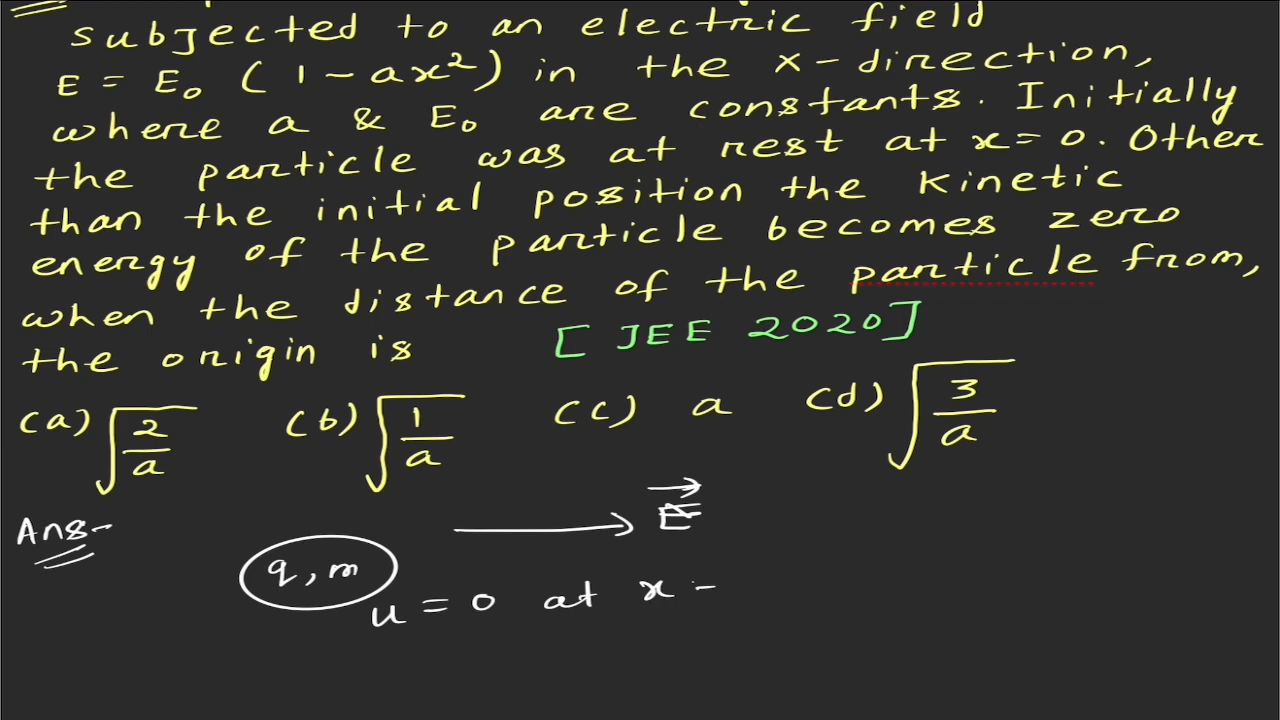 subjected to an electric field
E = E₀ (1 - ax²) in the x-direction,
where a & E₀ are constants. Initially
the particle was at rest at x=0. Other
than the initial position the kinetic
energy of the particle becomes zero
when the distance of the particle from,
the origin is [JEE 2020]
(a) √(2/a) (b) √(1/a) (c) a (d) √(3/a)
Ans- → E⃗
q, m
u = 0 at x -